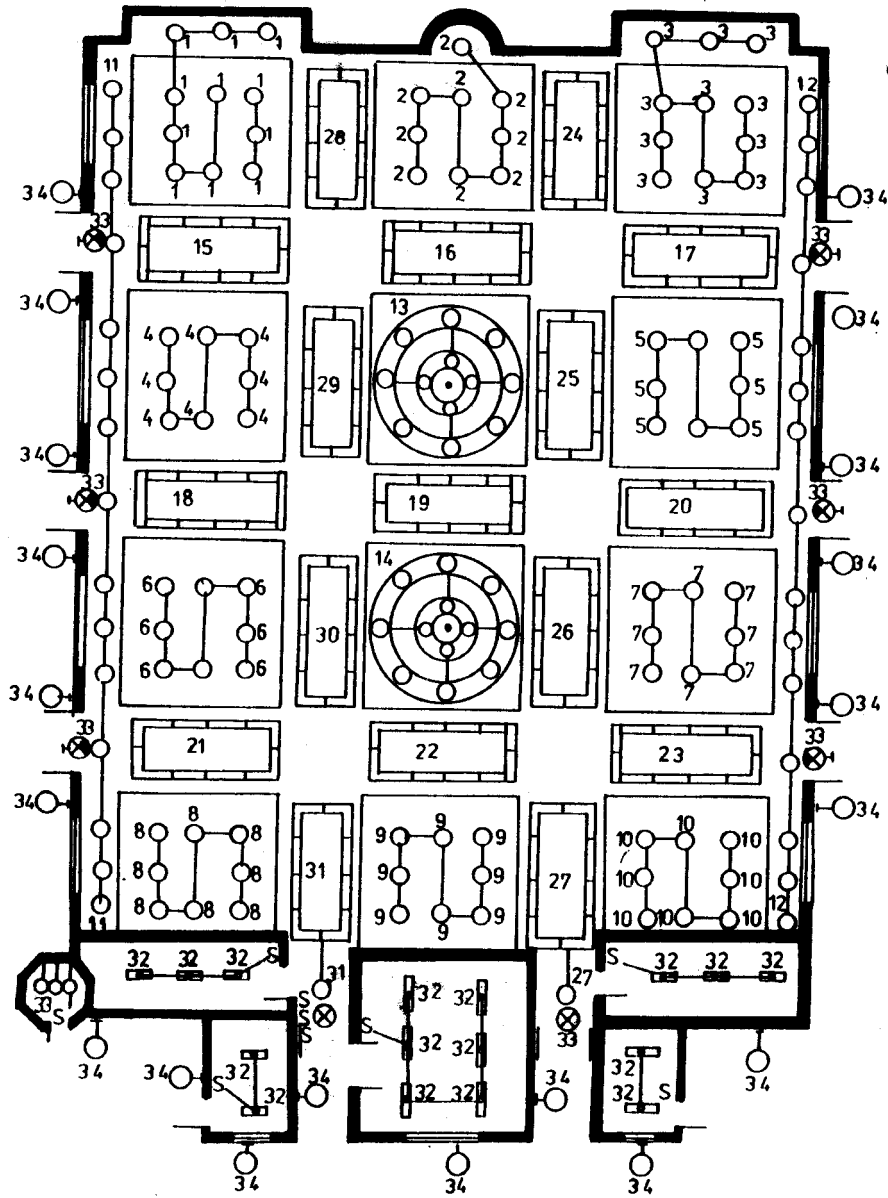 1 1 1 2 3 3 3
11 1 1 1 2 2 3 3 3 12
1 1 28 2 2 24 3 3
34 1 1 1 2 2 2 3 3 3 34
33 15 16 17 33
34 13 34
4 4 4 5
4 4 29 25 5 5
4 4 5 5
34 34
33 18 19 20 33
34 14 34
6 6 7 7 7
6 6 30 26 7 7
6 6 7 7 7
34 34
33 21 22 23 33
34 34
8 8 8 9 9 9 10 10 10
8 8 31 9 9 27 10 10
8 8 8 9 9 9 10 10 10
11 12
32 32 32 S S 32 32 32
33 31 32 32 27
S S S S 32 32 33
34 34
34 32 34 32 32 34 32 S
S 32 32
34 34 34